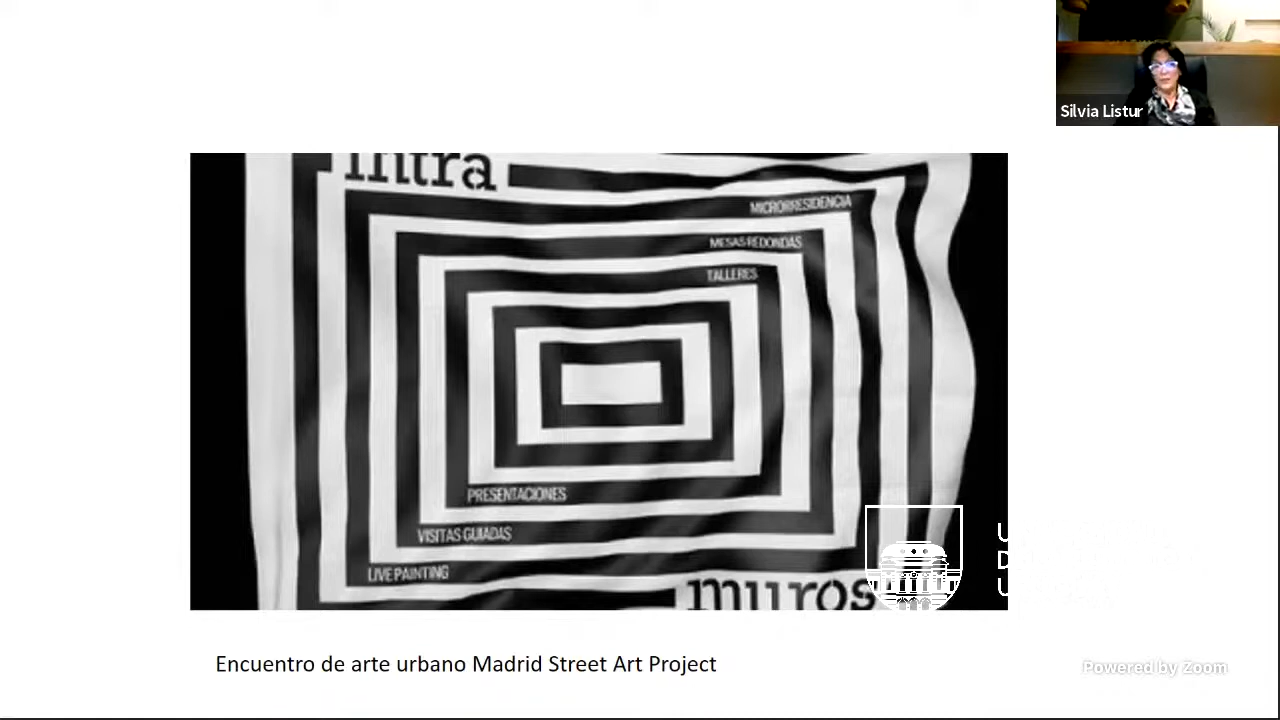 Silvia Listur
intra
MICRORRESIDENCIA
MESAS REDONDAS
TALLERES
PRESENTACIONES
VISITAS GUIADAS
LIVE PAINTING
muros
Encuentro de arte urbano Madrid Street Art Project
Powered by Zoom